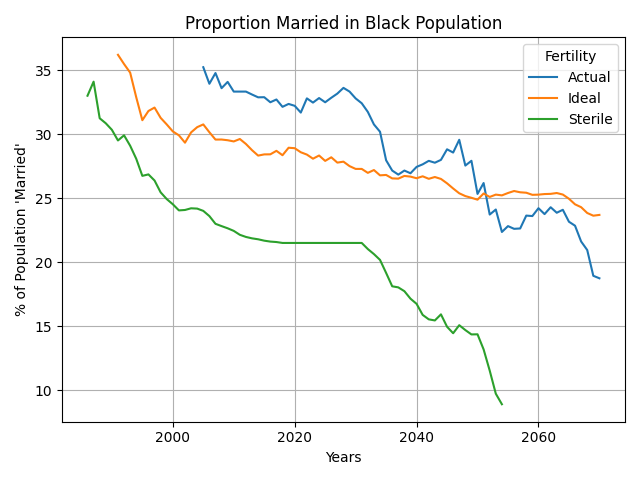 Proportion Married in Black Population
% of Population 'Married'
35
30
25
20
15
10
Fertility
Actual
Ideal
Sterile
2000
2020
2040
2060
Years